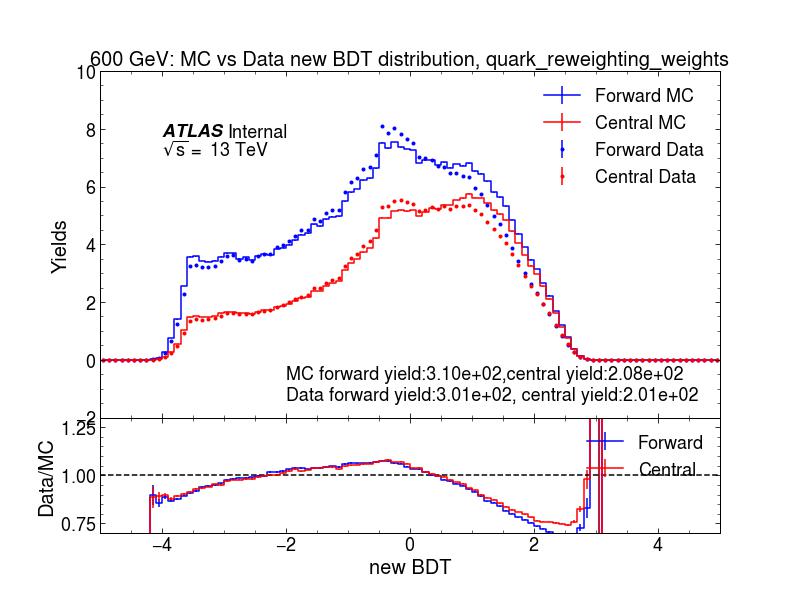 600 GeV: MC vs Data new BDT distribution, quark_reweighting_weights
10
8
6
4
2
0
−2
Yields
ATLAS Internal
√s = 13 TeV
Forward MC
Central MC
Forward Data
Central Data
MC forward yield:3.10e+02,central yield:2.08e+02
Data forward yield:3.01e+02, central yield:2.01e+02
1.25
1.00
0.75
Data/MC
Forward
Central
−4
−2
0
2
4
new BDT